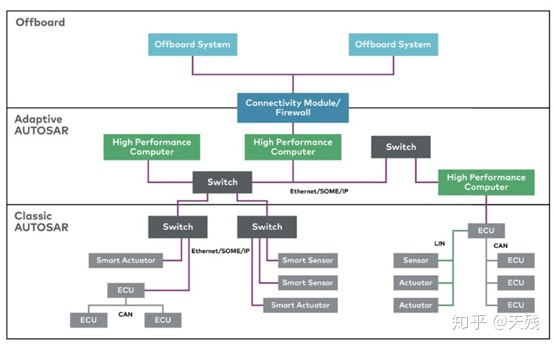 Offboard
Offboard System
Offboard System
Connectivity Module/
Firewall
Adaptive
AUTOSAR
High Performance
Computer
High Performance
Computer
Switch
Switch
Ethernet/SOME/IP
High Performance
Computer
Classic
AUTOSAR
Switch
Switch
ECU
Ethernet/SOME/IP
LIN
CAN
Smart Actuator
Smart Sensor
Sensor
ECU
ECU
Smart Sensor
Actuator
ECU
CAN
Smart Actuator
Actuator
ECU
ECU
ECU
知乎 @天残